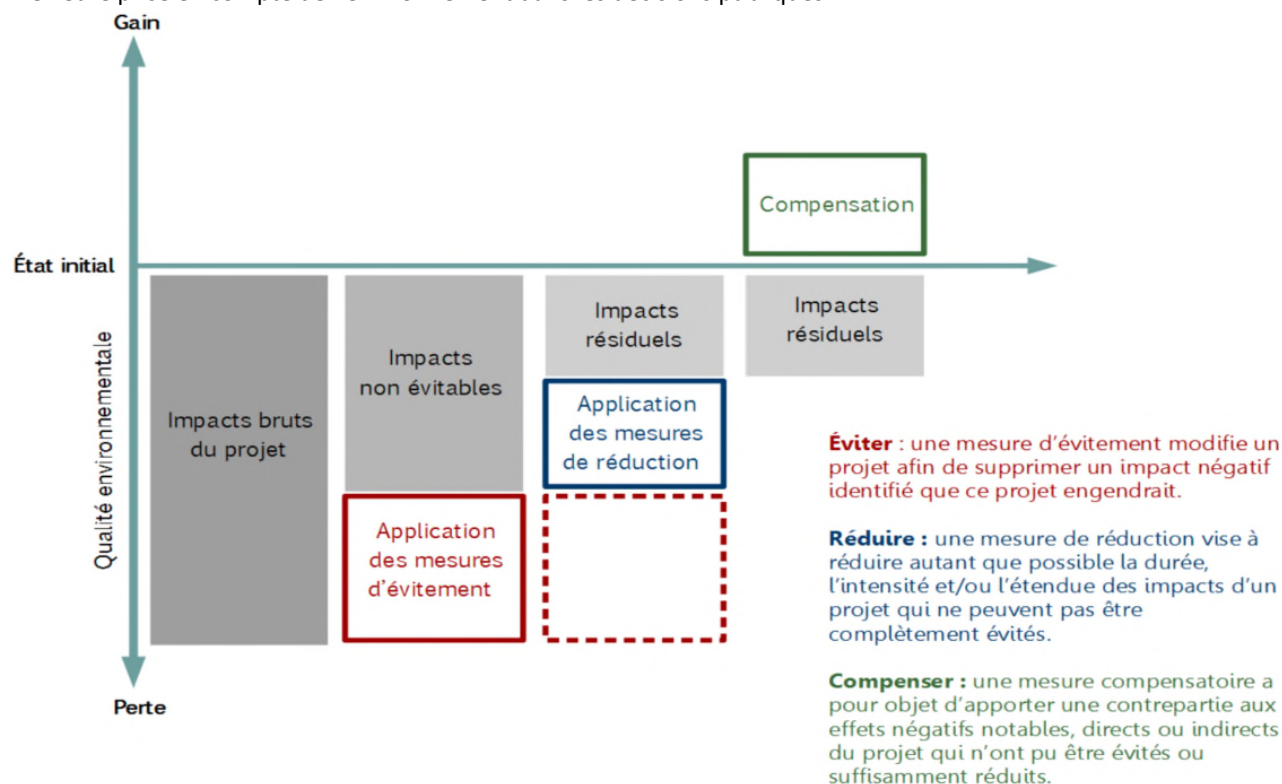 Gain
Compensation
État initial
Impacts
résiduels
Impacts
résiduels
Impacts
non évitables
Impacts bruts
du projet
Qualité environnementale
Application
des mesures
de réduction
Application
des mesures
d'évitement
Perte
Éviter : une mesure d'évitement modifie un
projet afin de supprimer un impact négatif
identifié que ce projet engendrait.
Réduire : une mesure de réduction vise à
réduire autant que possible la durée,
l'intensité et/ou l'étendue des impacts d'un
projet qui ne peuvent pas être
complètement évités.
Compenser : une mesure compensatoire a
pour objet d'apporter une contrepartie aux
effets négatifs notables, directs ou indirects
du projet qui n'ont pu être évités ou
suffisamment réduits.